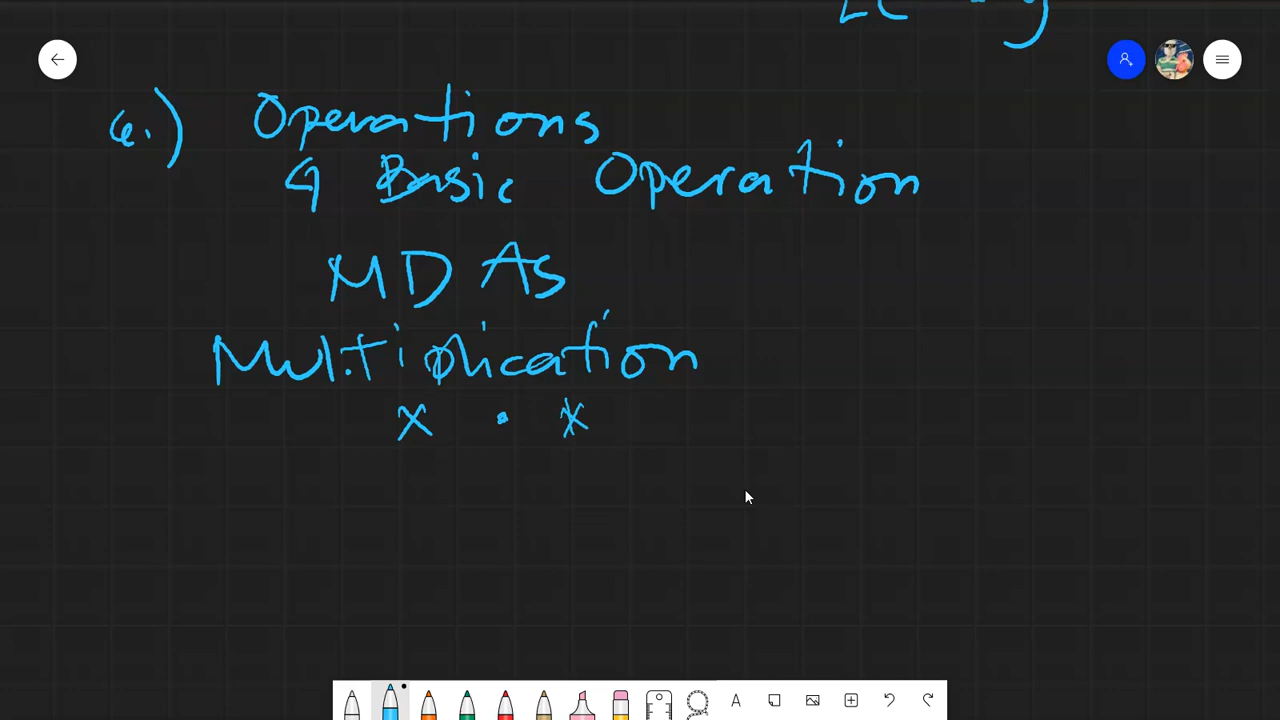 6.) Operations
4 Basic Operation
MDAS
Multiplication
x · *